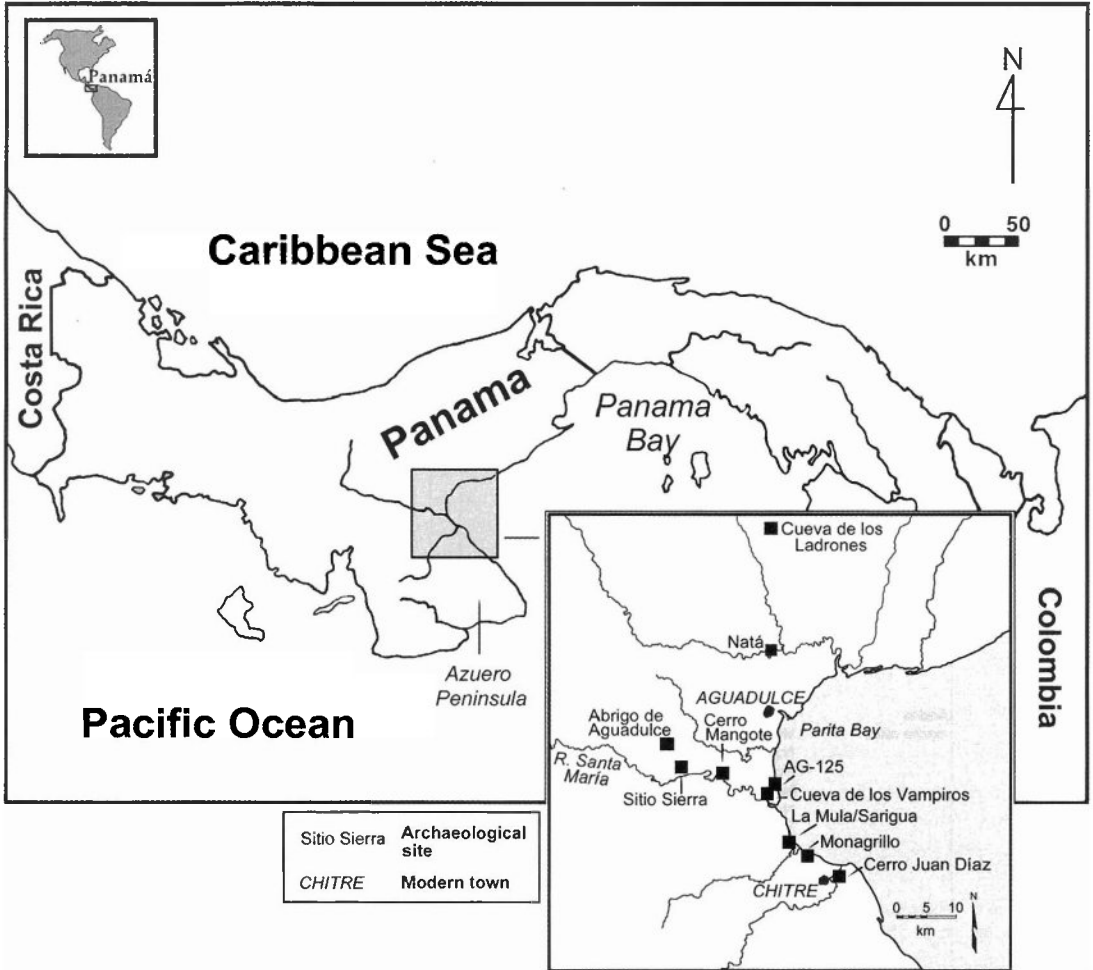 Panamá
N
0 50
km
Caribbean Sea
Costa Rica
Panama
Panama
Bay
Colombia
Azuero
Peninsula
Pacific Ocean
Cueva de los
Ladrones
Natá
AGUADULCE
Abrigo de
Aguadulce
Cerro
Mangote
Parita Bay
R. Santa
María
Sitio Sierra
AG-125
Cueva de los Vampiros
La Mula/Sarigua
Monagrillo
Cerro Juan Díaz
CHITRE
0 5 10
km
N
Sitio Sierra Archaeological
site
CHITRE Modern town